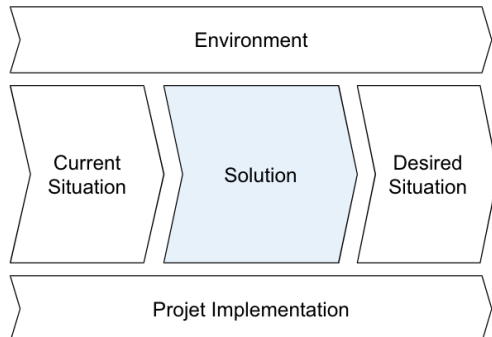 Environment
Current
Situation
Solution
Desired
Situation
Projet Implementation